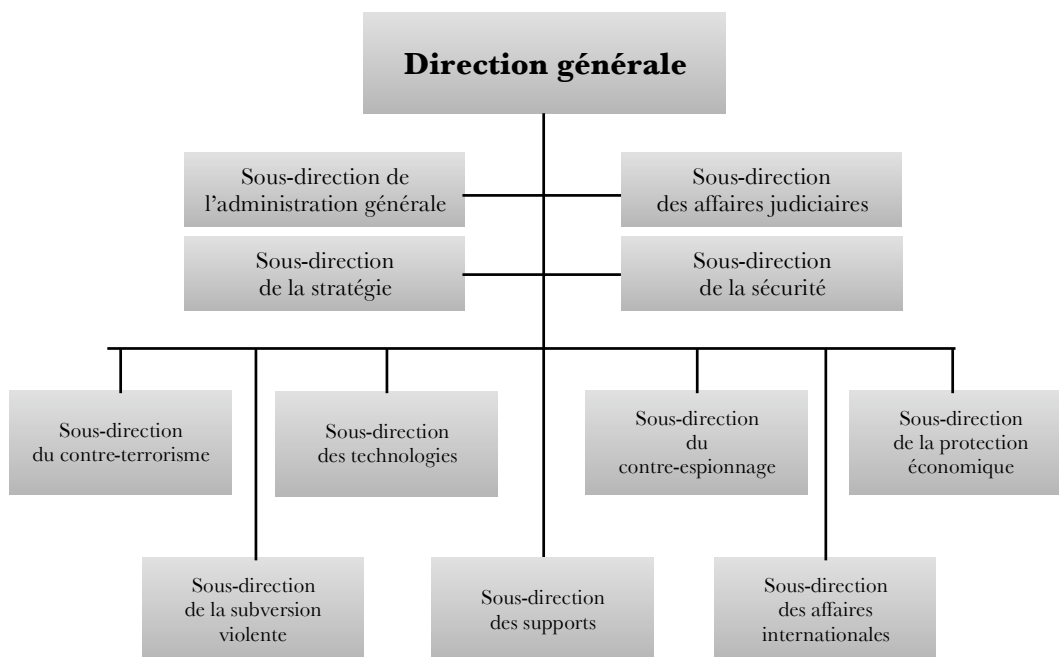 Direction générale
Sous-direction de
l’administration générale
Sous-direction
des affaires judiciaires
Sous-direction
de la stratégie
Sous-direction
de la sécurité
Sous-direction
du contre-terrorisme
Sous-direction
des technologies
Sous-direction
du
contre-espionnage
Sous-direction
de la protection
économique
Sous-direction
de la subversion
violente
Sous-direction
des supports
Sous-direction
des affaires
internationales